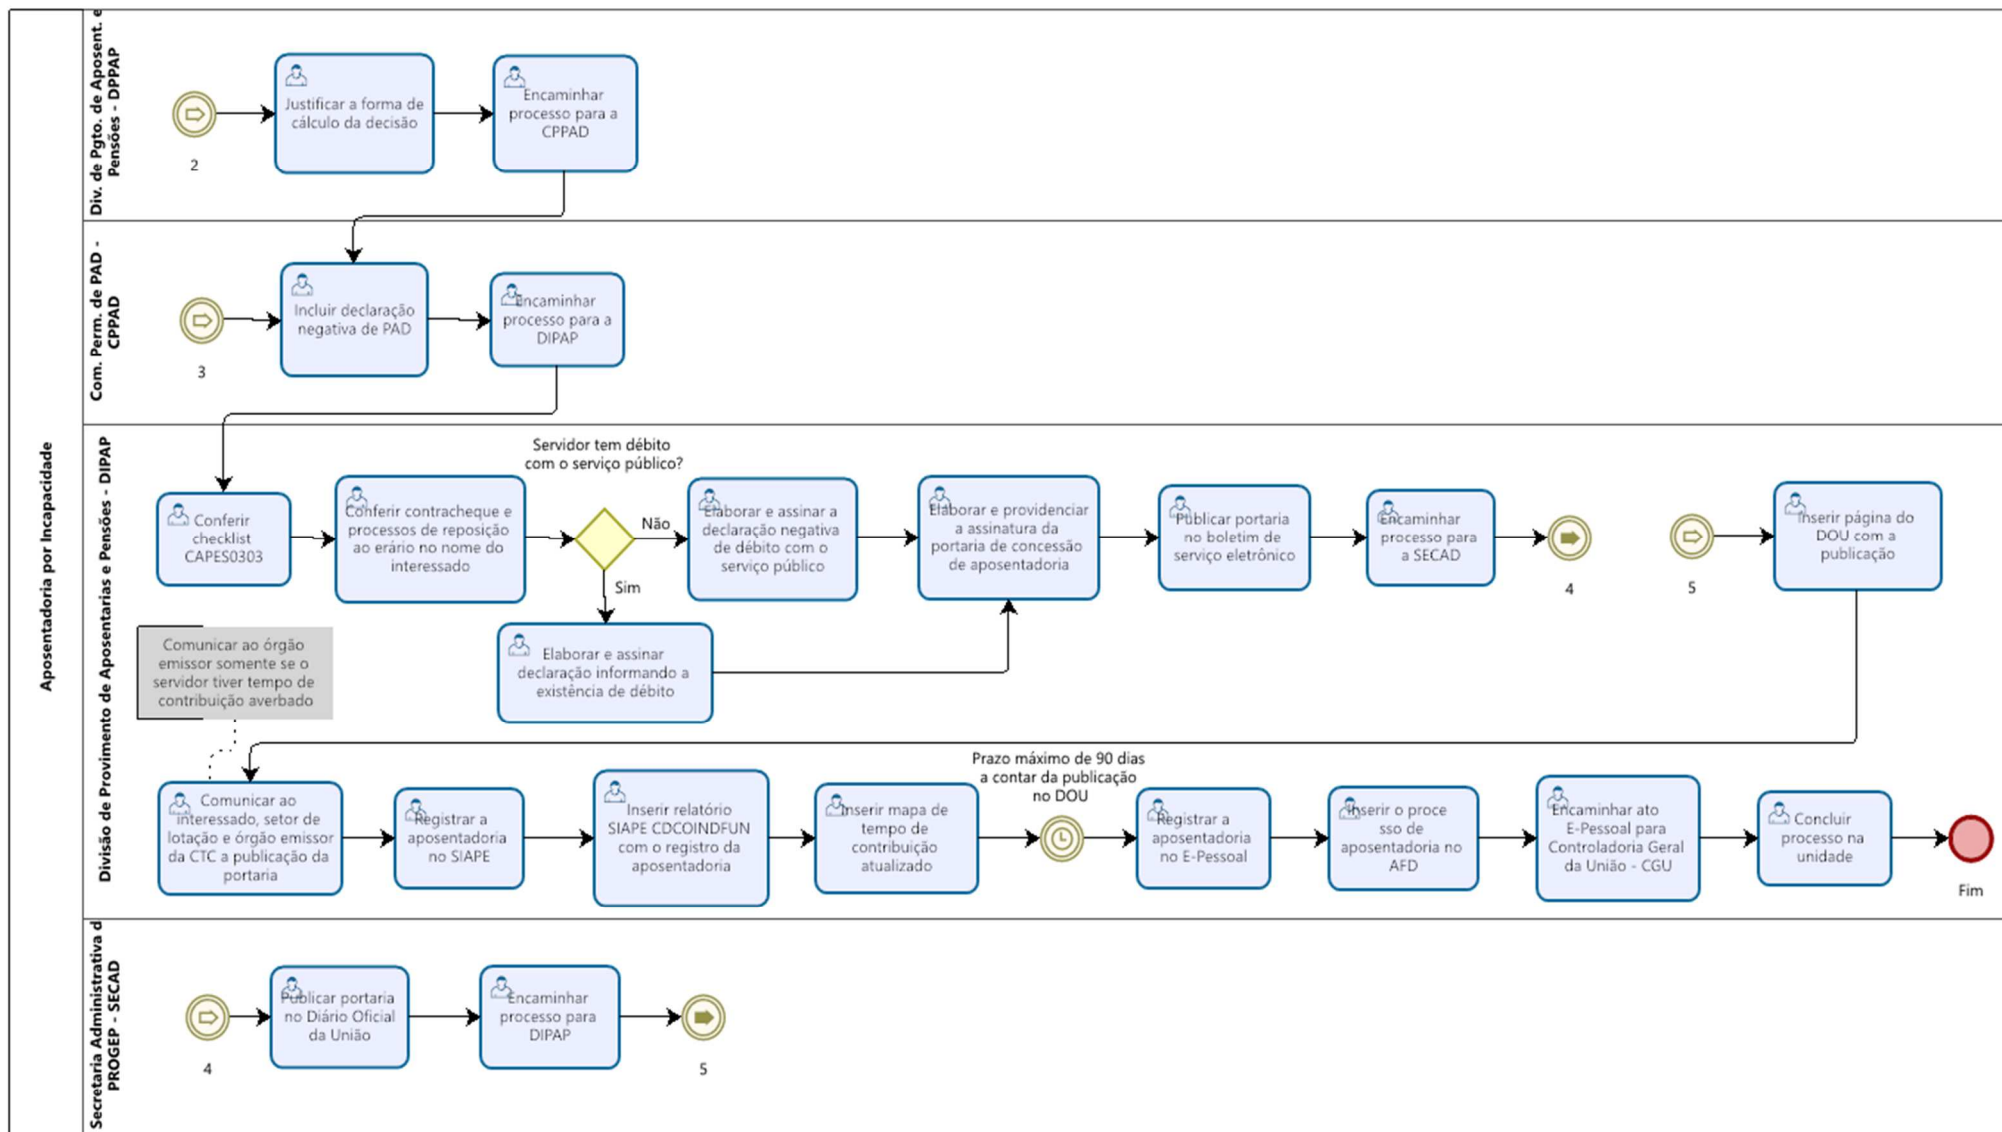 Aposentadoria por Incapacidade
Div. de Pgto. de Aposent. e
Pensões - DPPAP
2
Justificar a forma de
cálculo da decisão
Encaminhar
processo para a
CPPAD
Com. Perm. de PAD -
CPPAD
3
Incluir declaração
negativa de PAD
Encaminhar
processo para a
DIPAP
Divisão de Provimento de Aposentarias e Pensões - DIPAP
Conferir
checklist
CAPES0303
Conferir contracheque e
processos de reposição
ao erário no nome do
interessado
Servidor tem débito
com o serviço público?
Não
Sim
Elaborar e assinar a
declaração negativa
de débito com o
serviço público
Elaborar e assinar
declaração informando a
existência de débito
Elaborar e providenciar
a assinatura da
portaria de concessão
de aposentadoria
Publicar portaria
no boletim de
serviço eletrônico
Encaminhar
processo para
a SECAD
4
5
Inserir página do
DOU com a
publicação
Comunicar ao órgão
emissor somente se o
servidor tiver tempo de
contribuição averbado
Comunicar ao
interessado, setor de
lotação e órgão emissor
da CTC a publicação da
portaria
Registrar a
aposentadoria
no SIAPE
Inserir relatório
SIAPE CDCOINDFUN
com o registro da
aposentadoria
Inserir mapa de
tempo de
contribuição
atualizado
Prazo máximo de 90 dias
a contar da publicação
no DOU
Registrar a
aposentadoria
no E-Pessoal
Inserir o proce
sso de
aposentadoria no
AFD
Encaminhar ato
E-Pessoal para
Controladoria Geral
da União - CGU
Concluir
processo na
unidade
Fim
Secretaria Administrativa d
PROGEP - SECAD
4
Publicar portaria
no Diário Oficial
da União
Encaminhar
processo para
DIPAP
5